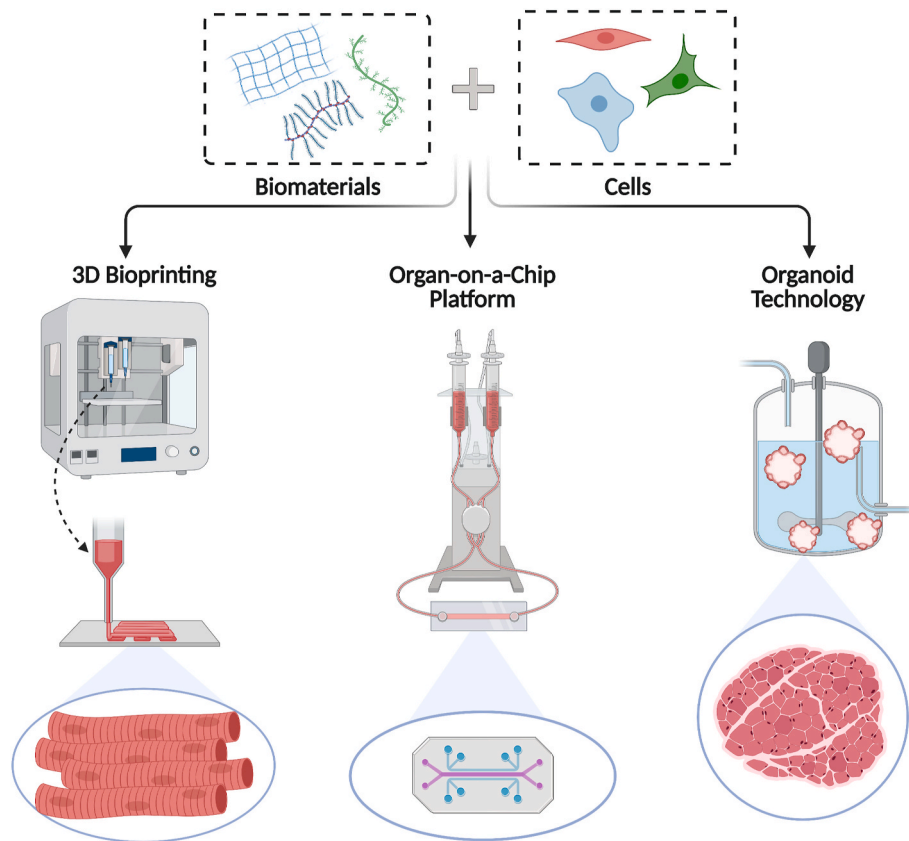 Biomaterials
Cells
3D Bioprinting
Organ-on-a-Chip
Platform
Organoid
Technology